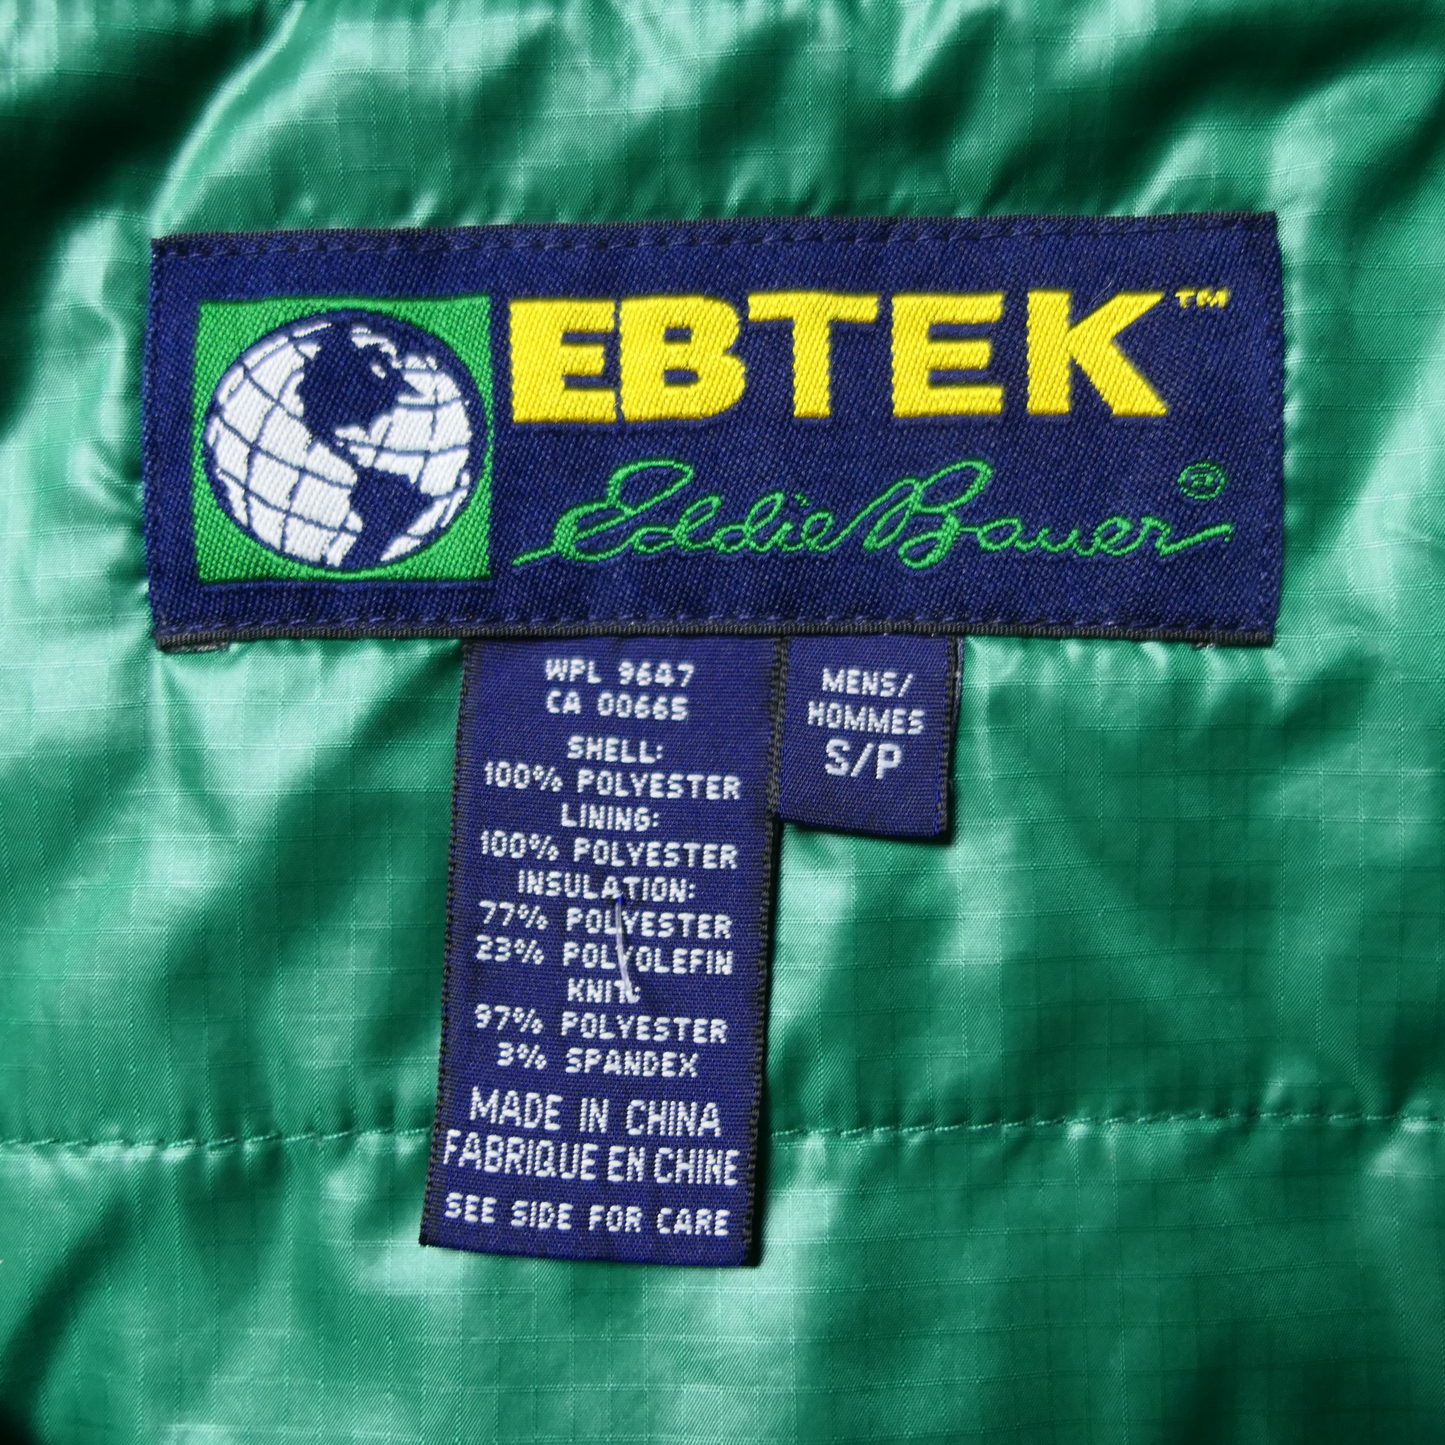 EBTEK™
Eddie Bauer®
WPL 9647
CA 00665
SHELL:
100% POLYESTER
LINING:
100% POLYESTER
INSULATION:
77% POLYESTER
23% POLYOLEFIN
KNIT:
97% POLYESTER
3% SPANDEX
MADE IN CHINA
FABRIQUE EN CHINE
SEE SIDE FOR CARE
MENS/
HOMMES
S/P